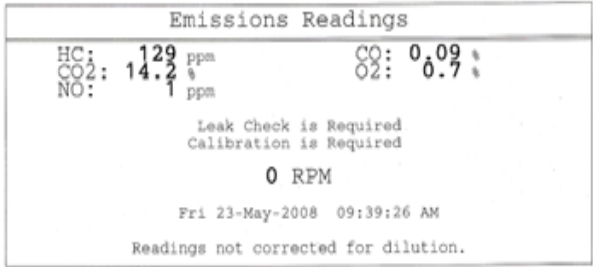 Emissions Readings
HC: 129 ppm CO: 0.09 %
CO2: 14.2 % O2: 0.7 %
NO: 1 ppm
Leak Check is Required
Calibration is Required
0 RPM
Fri 23-May-2008 09:39:26 AM
Readings not corrected for dilution.